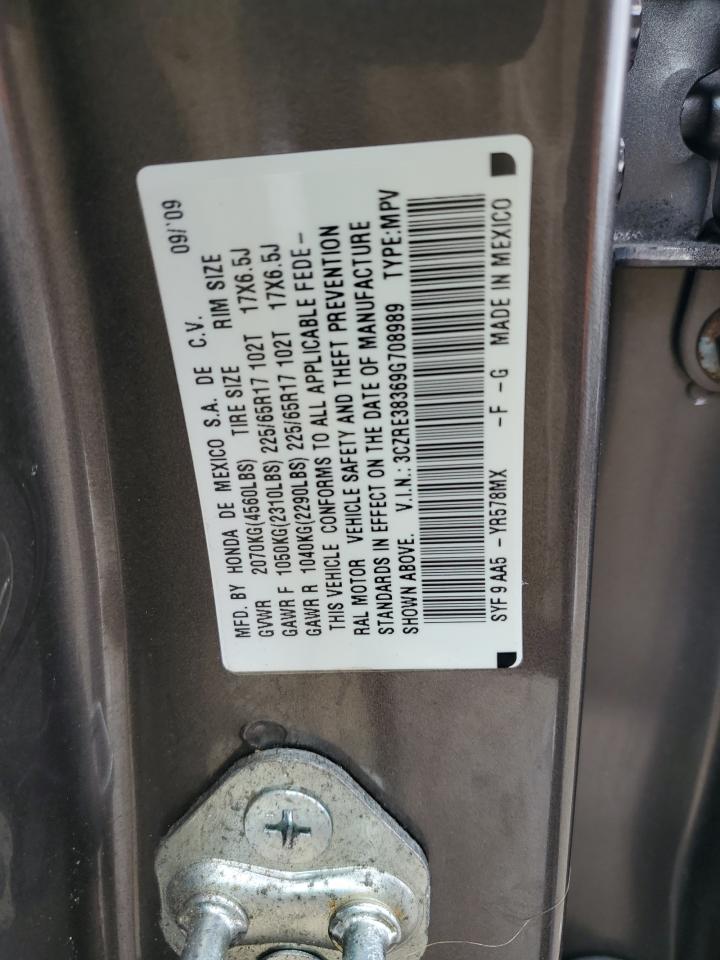 09/'09
MFD. BY HONDA DE MEXICO S.A. DE C.V.
GVWR 2070KG(4560LBS) TIRE SIZE RIM SIZE
GAWR F 1050KG(2310LBS) 225/65R17 102T 17X6.5J
GAWR R 1040KG(2290LBS) 225/65R17 102T 17X6.5J
THIS VEHICLE CONFORMS TO ALL APPLICABLE FEDE-
RAL MOTOR VEHICLE SAFETY AND THEFT PREVENTION
STANDARDS IN EFFECT ON THE DATE OF MANUFACTURE
SHOWN ABOVE. V.I.N.: 3CZRE38369G708989 TYPE:MPV
SYF9AA5 -YR578MX -F -G MADE IN MEXICO